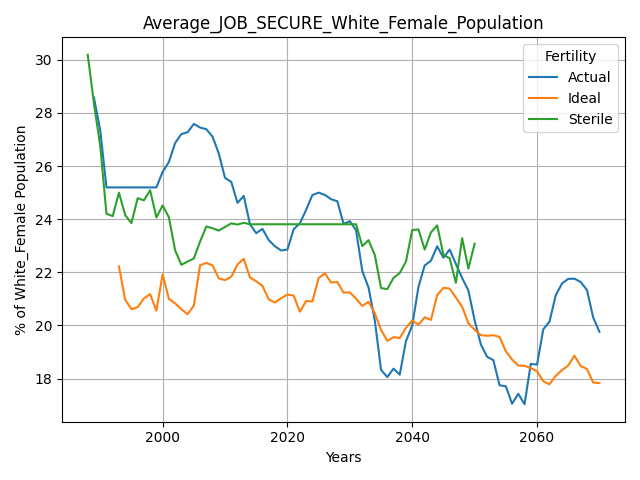 Average_JOB_SECURE_White_Female_Population
Fertility
Actual
Ideal
Sterile
% of White_Female Population
30
28
26
24
22
20
18
2000
2020
2040
2060
Years